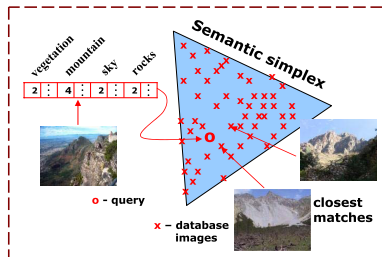 vegetation
mountain
sky
rocks
Semantic simplex
2 : 4 : 2 : 2 :
o
o - query
x – database
images
closest
matches